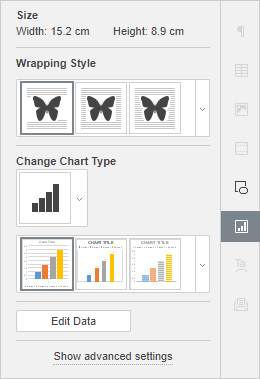 Size
Width: 15.2 cm Height: 8.9 cm
Wrapping Style
Change Chart Type
CHART TITLE CHART TITLE CHART TITLE
Edit Data
Show advanced settings